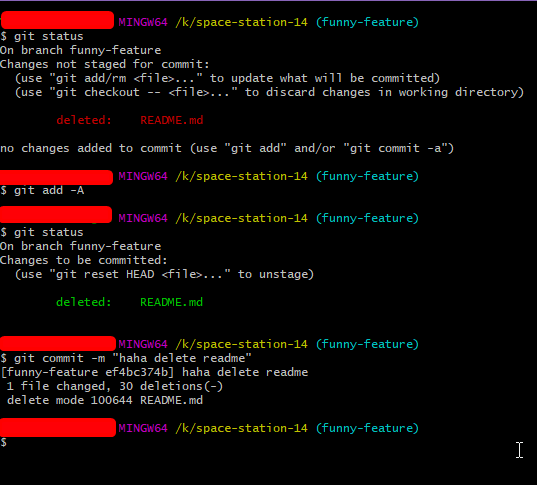 MINGW64 /k/space-station-14 (funny-feature)
$ git status
On branch funny-feature
Changes not staged for commit:
  (use "git add/rm <file>..." to update what will be committed)
  (use "git checkout -- <file>..." to discard changes in working directory)
        deleted:    README.md
no changes added to commit (use "git add" and/or "git commit -a")
MINGW64 /k/space-station-14 (funny-feature)
$ git add -A
MINGW64 /k/space-station-14 (funny-feature)
$ git status
On branch funny-feature
Changes to be committed:
  (use "git reset HEAD <file>..." to unstage)
        deleted:    README.md
MINGW64 /k/space-station-14 (funny-feature)
$ git commit -m "haha delete readme"
[funny-feature ef4bc374b] haha delete readme
 1 file changed, 30 deletions(-)
 delete mode 100644 README.md
MINGW64 /k/space-station-14 (funny-feature)
$